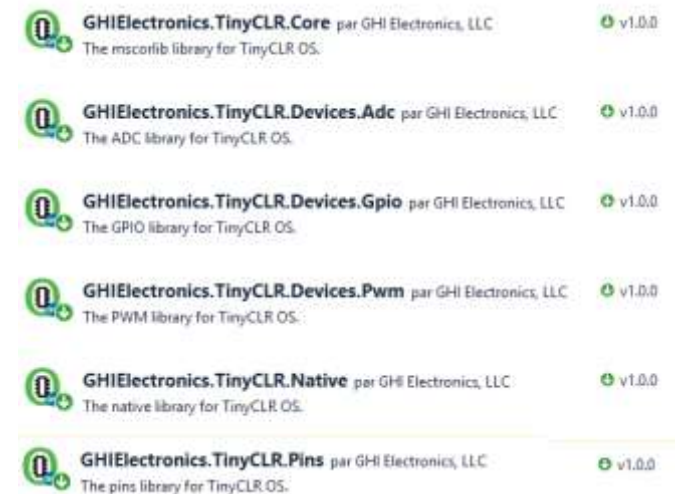 GHIElectronics.TinyCLR.Core par GHI Electronics, LLC v1.0.0
The mscorlib library for TinyCLR OS.
GHIElectronics.TinyCLR.Devices.Adc par GHI Electronics, LLC v1.0.0
The ADC library for TinyCLR OS.
GHIElectronics.TinyCLR.Devices.Gpio par GHI Electronics, LLC v1.0.0
The GPIO library for TinyCLR OS.
GHIElectronics.TinyCLR.Devices.Pwm par GHI Electronics, LLC v1.0.0
The PWM library for TinyCLR OS.
GHIElectronics.TinyCLR.Native par GHI Electronics, LLC v1.0.0
The native library for TinyCLR OS.
GHIElectronics.TinyCLR.Pins par GHI Electronics, LLC v1.0.0
The pins library for TinyCLR OS.